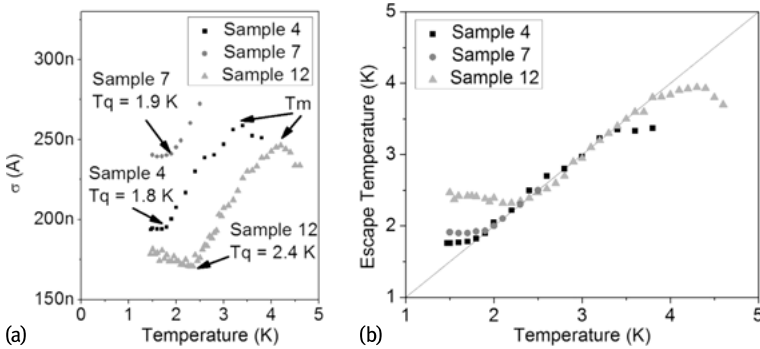 300n
250n
200n
150n
σ (A)
0 1 2 3 4 5
Temperature (K)
Sample 4
Sample 7
Sample 12
Sample 7
Tq = 1.9 K
Tm
Sample 4
Tq = 1.8 K
Sample 12
Tq = 2.4 K
(a)
5
4
3
2
1
Escape Temperature (K)
1 2 3 4 5
Temperature (K)
Sample 4
Sample 7
Sample 12
(b)